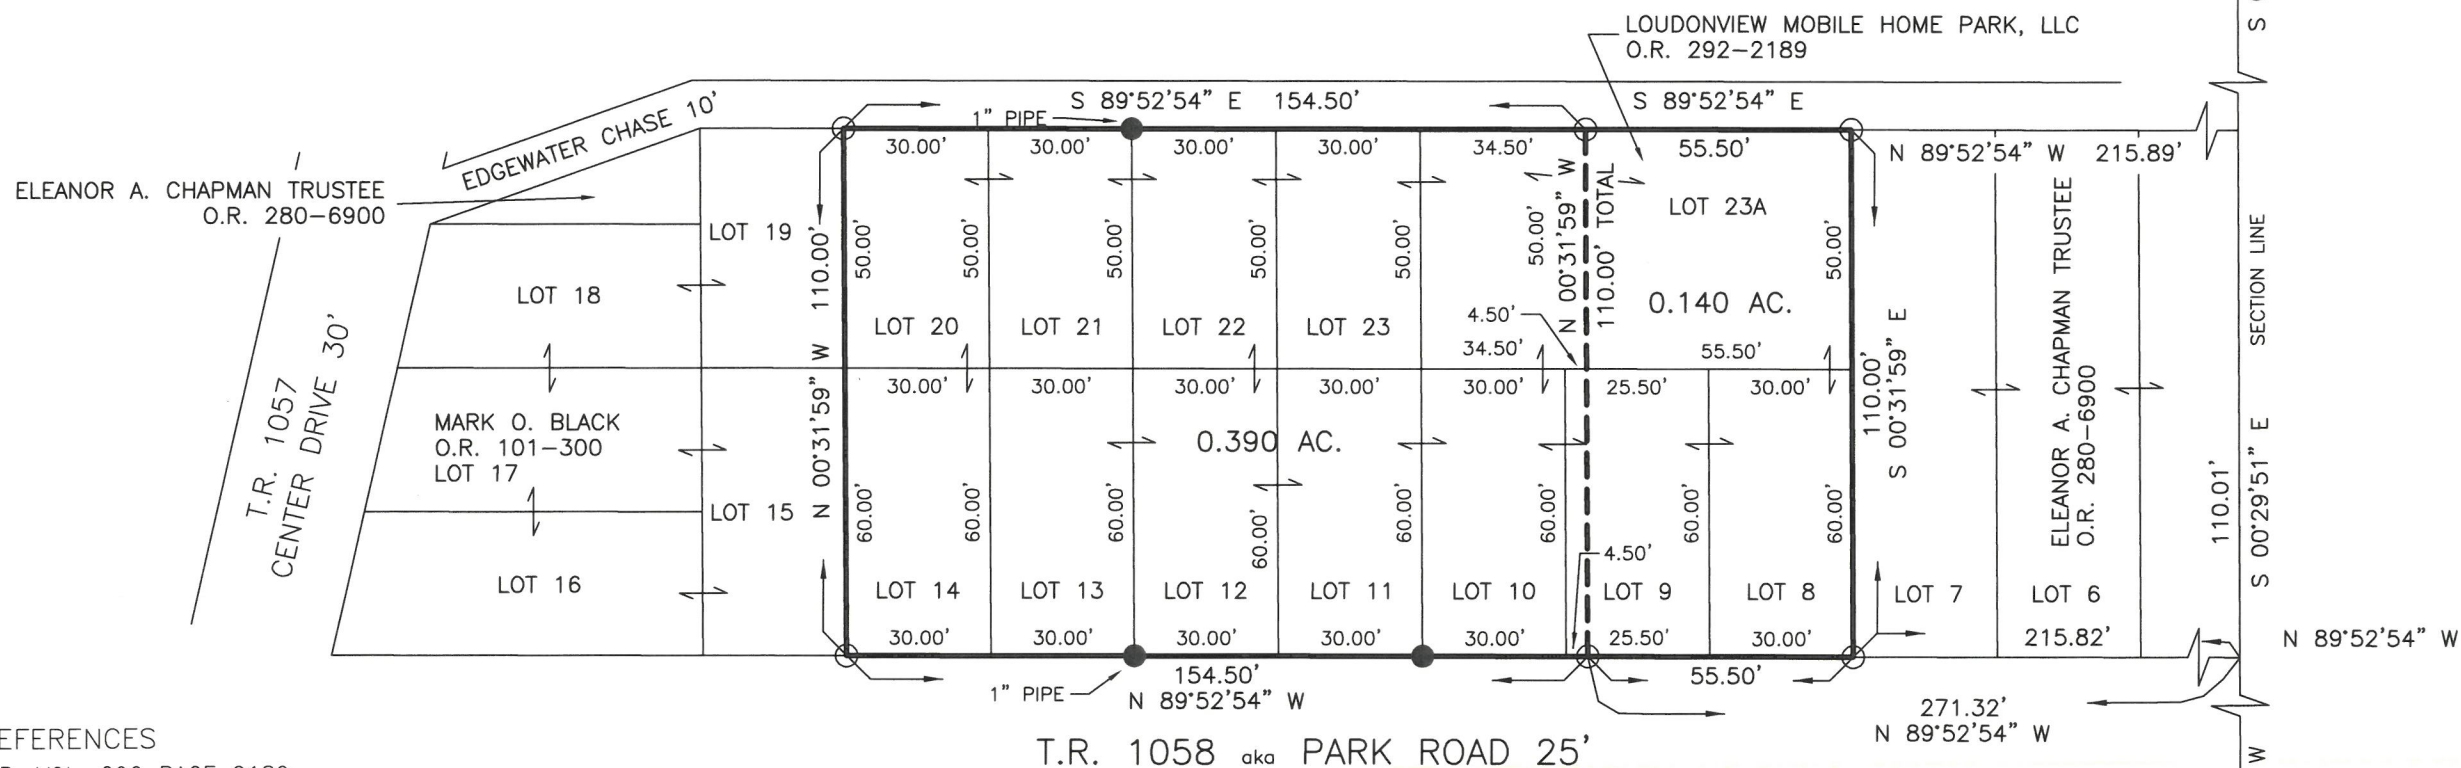 LOUDONVIEW MOBILE HOME PARK, LLC
O.R. 292-2189
S
EDGEWATER CHASE 10'
S 89°52'54" E 154.50'
S 89°52'54" E
1" PIPE
30.00'
30.00'
30.00'
30.00'
34.50'
55.50'
N 89°52'54" W 215.89'
ELEANOR A. CHAPMAN TRUSTEE
O.R. 280-6900
LOT 19
LOT 18
110.00'
N 00°31'59" W
50.00'
50.00'
50.00'
50.00'
50.00'
50.00'
N 00°31'59" W
110.00' TOTAL
LOT 23A
50.00'
0.140 AC.
LOT 20
LOT 21
LOT 22
LOT 23
4.50'
34.50'
55.50'
110.00'
S 00°31'59" E
ELEANOR A. CHAPMAN TRUSTEE
O.R. 280-6900
SECTION LINE
S 00°29'51" E
110.01'
T.R. 1057
CENTER DRIVE 30'
30.00'
30.00'
30.00'
30.00'
30.00'
25.50'
30.00'
MARK O. BLACK
O.R. 101-300
LOT 17
0.390 AC.
LOT 15
60.00'
60.00'
60.00'
60.00'
60.00'
60.00'
60.00'
60.00'
4.50'
LOT 16
LOT 14
LOT 13
LOT 12
LOT 11
LOT 10
LOT 9
LOT 8
LOT 7
LOT 6
30.00'
30.00'
30.00'
30.00'
30.00'
25.50'
30.00'
215.82'
N 89°52'54" W
1" PIPE
154.50'
N 89°52'54" W
55.50'
271.32'
N 89°52'54" W
EFERENCES
T.R. 1058 aka PARK ROAD 25'
W